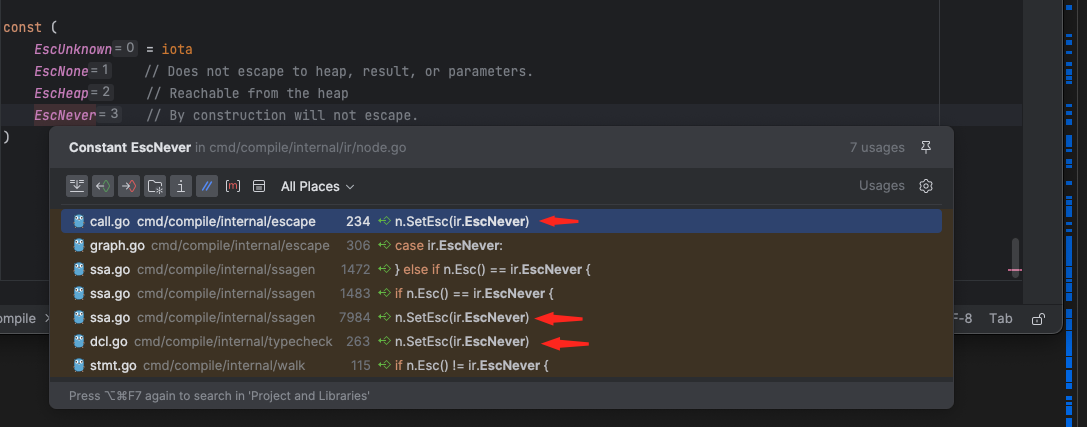 const (
EscUnknown = 0 = iota
EscNone = 1 // Does not escape to heap, result, or parameters.
EscHeap = 2 // Reachable from the heap
EscNever = 3 // By construction will not escape.
)
Constant EscNever in cmd/compile/internal/ir/node.go 7 usages
[m] All Places Usages
call.go cmd/compile/internal/escape 234 n.SetEsc(ir.EscNever)
graph.go cmd/compile/internal/escape 306 case ir.EscNever:
ssa.go cmd/compile/internal/ssagen 1472 } else if n.Esc() == ir.EscNever {
ssa.go cmd/compile/internal/ssagen 1483 if n.Esc() == ir.EscNever {
ssa.go cmd/compile/internal/ssagen 7984 n.SetEsc(ir.EscNever)
dcl.go cmd/compile/internal/typecheck 263 n.SetEsc(ir.EscNever)
stmt.go cmd/compile/internal/walk 115 if n.Esc() != ir.EscNever {
Press ⌥⌘F7 again to search in 'Project and Libraries'
ompile > F-8 Tab